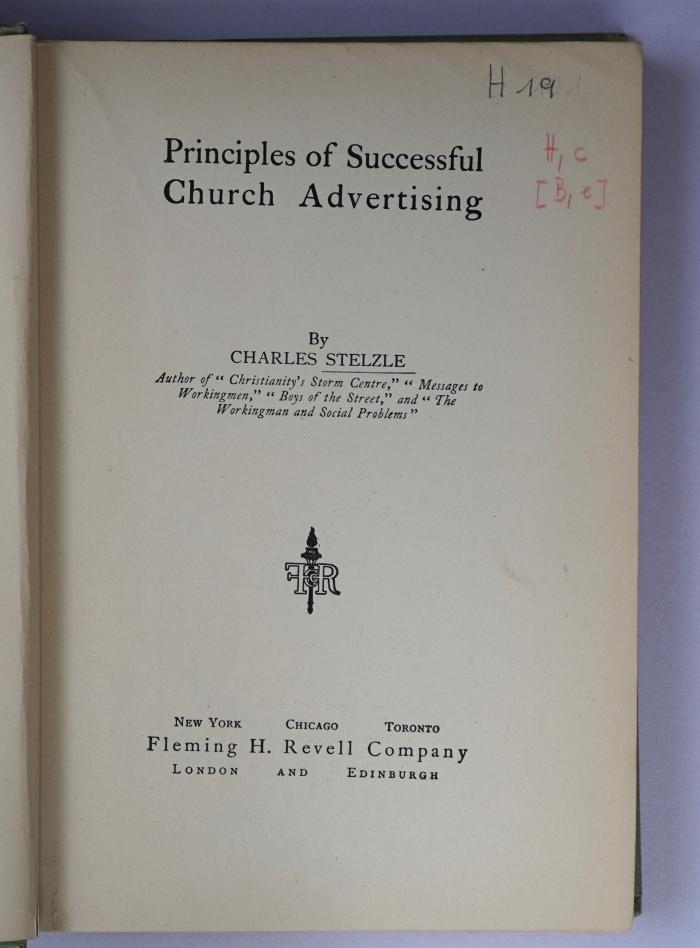 H 19
H, c
[B, e]
Principles of Successful
Church Advertising
By
CHARLES STELZLE
Author of “ Christianity's Storm Centre,” “ Messages to
Workingmen,” “ Boys of the Street,” and “ The
Workingman and Social Problems”
NEW YORK CHICAGO TORONTO
Fleming H. Revell Company
LONDON AND EDINBURGH